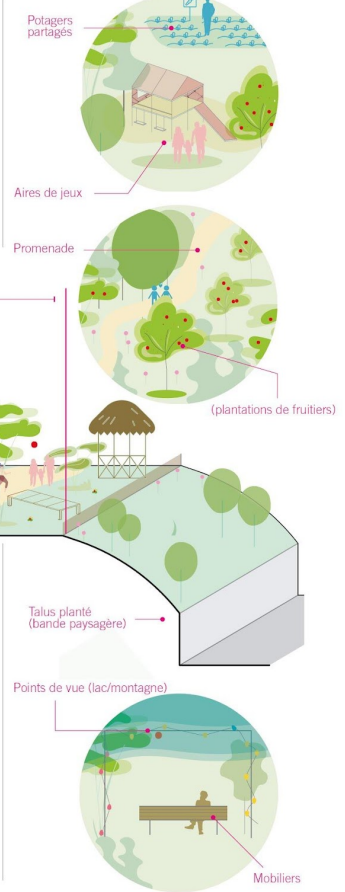 Potagers
partagés
Aires de jeux
Promenade
(plantations de fruitiers)
Talus planté
(bande paysagère)
Points de vue (lac/montagne)
Mobiliers